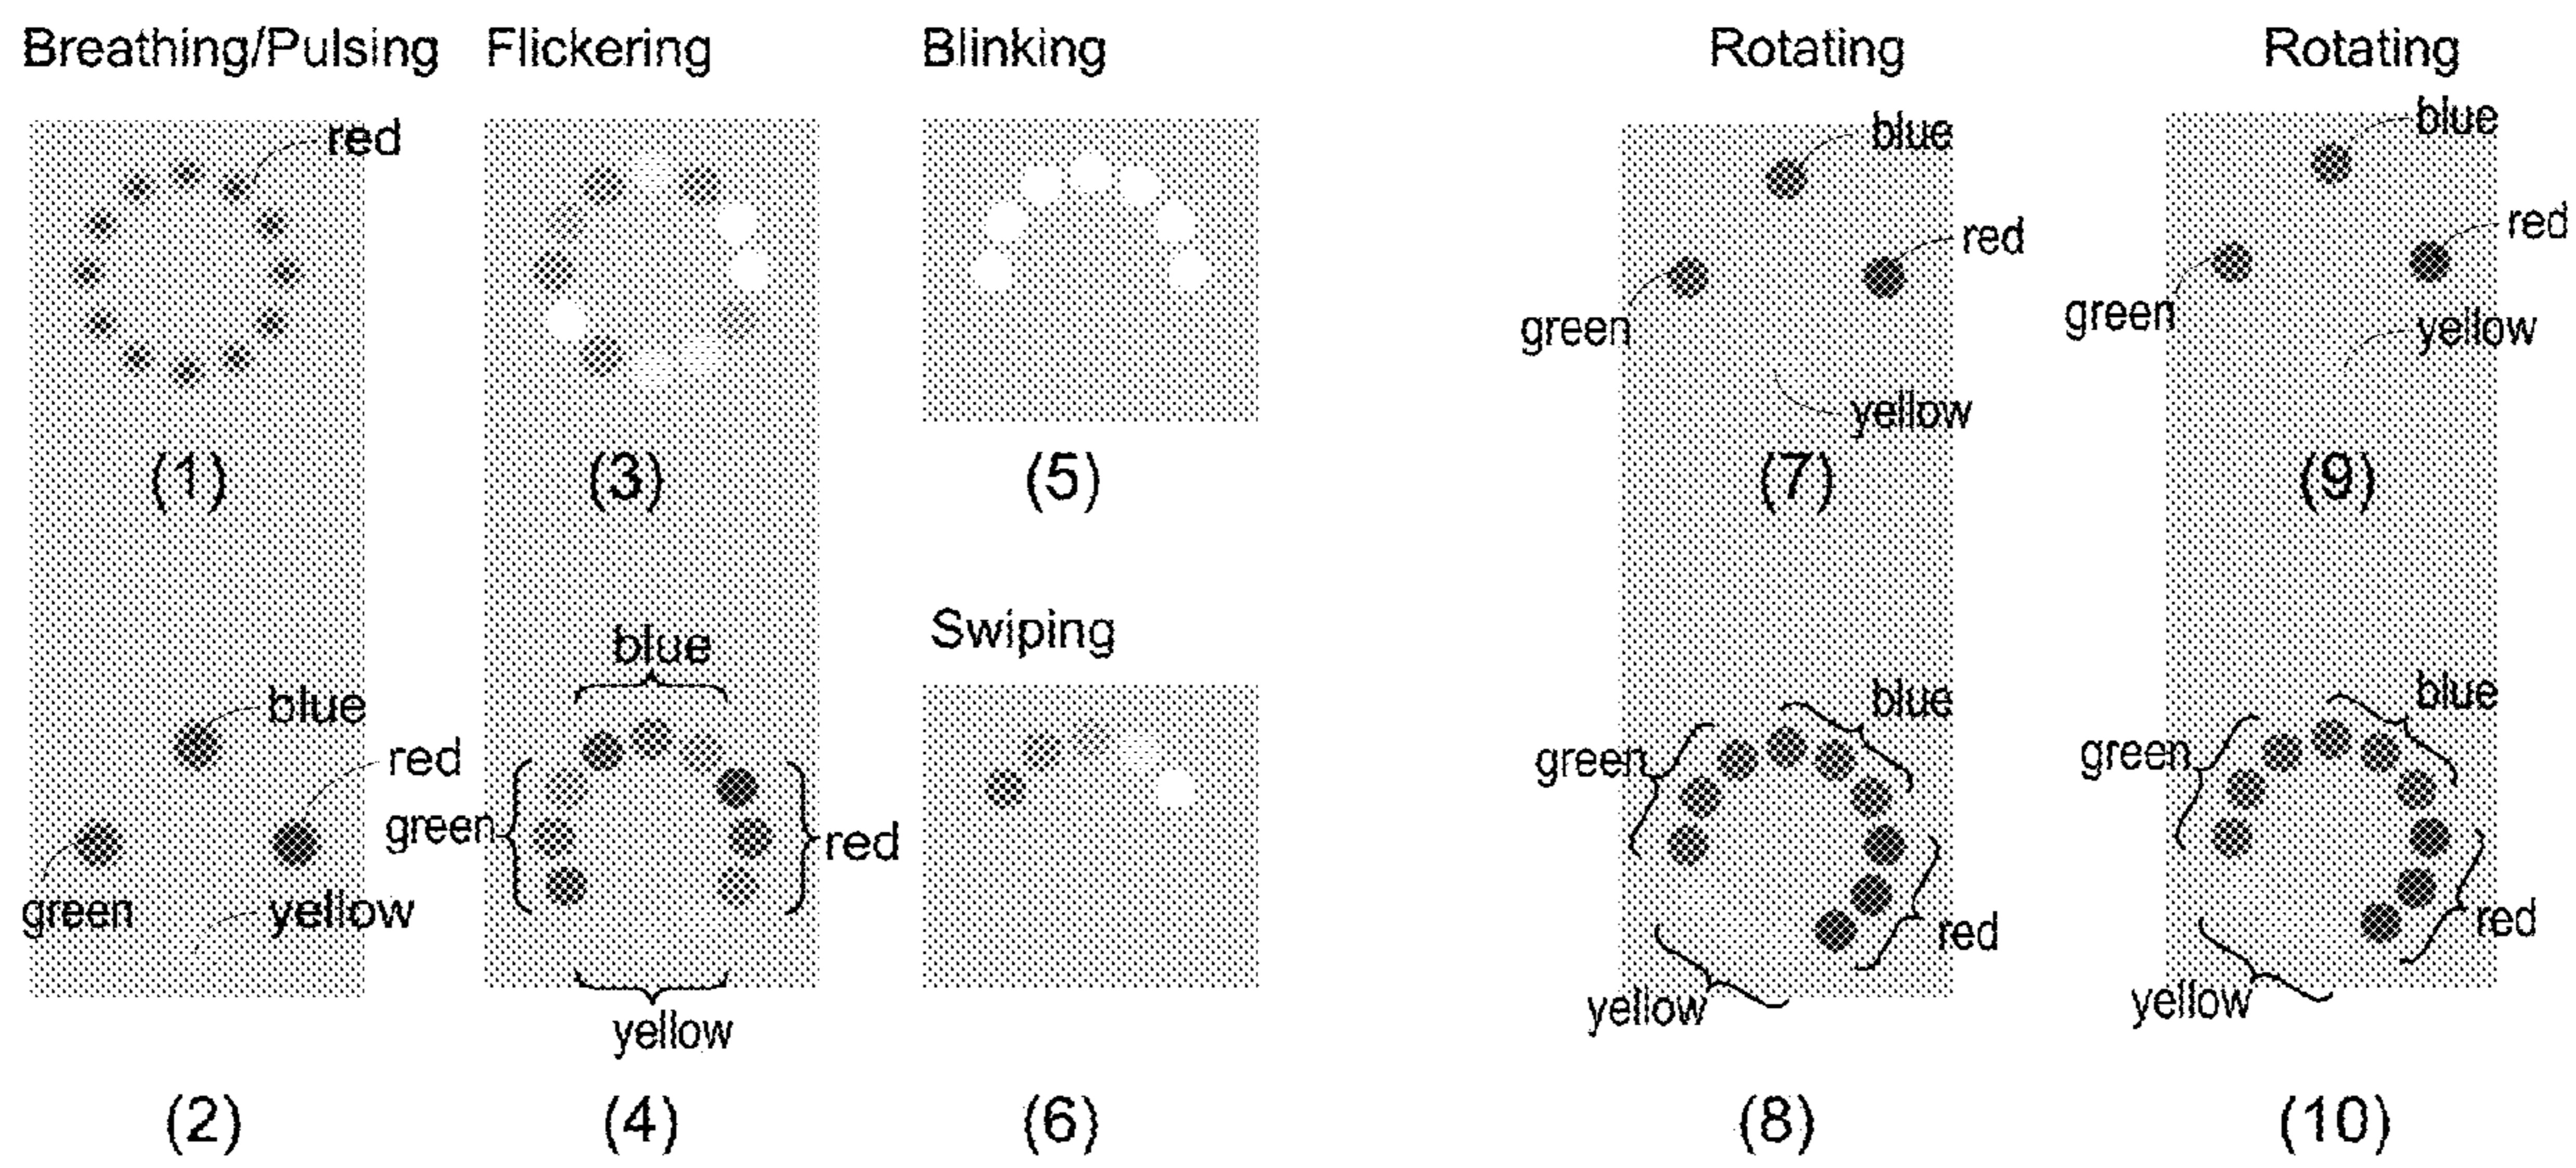 Breathing/Pulsing
Flickering
Blinking
Rotating
Rotating
red
blue
red
green
yellow
blue
red
green
yellow
(1)
(3)
(5)
(7)
(9)
Swiping
blue
red
green
yellow
blue
green
red
yellow
blue
green
red
yellow
blue
green
red
yellow
(2)
(4)
(6)
(8)
(10)